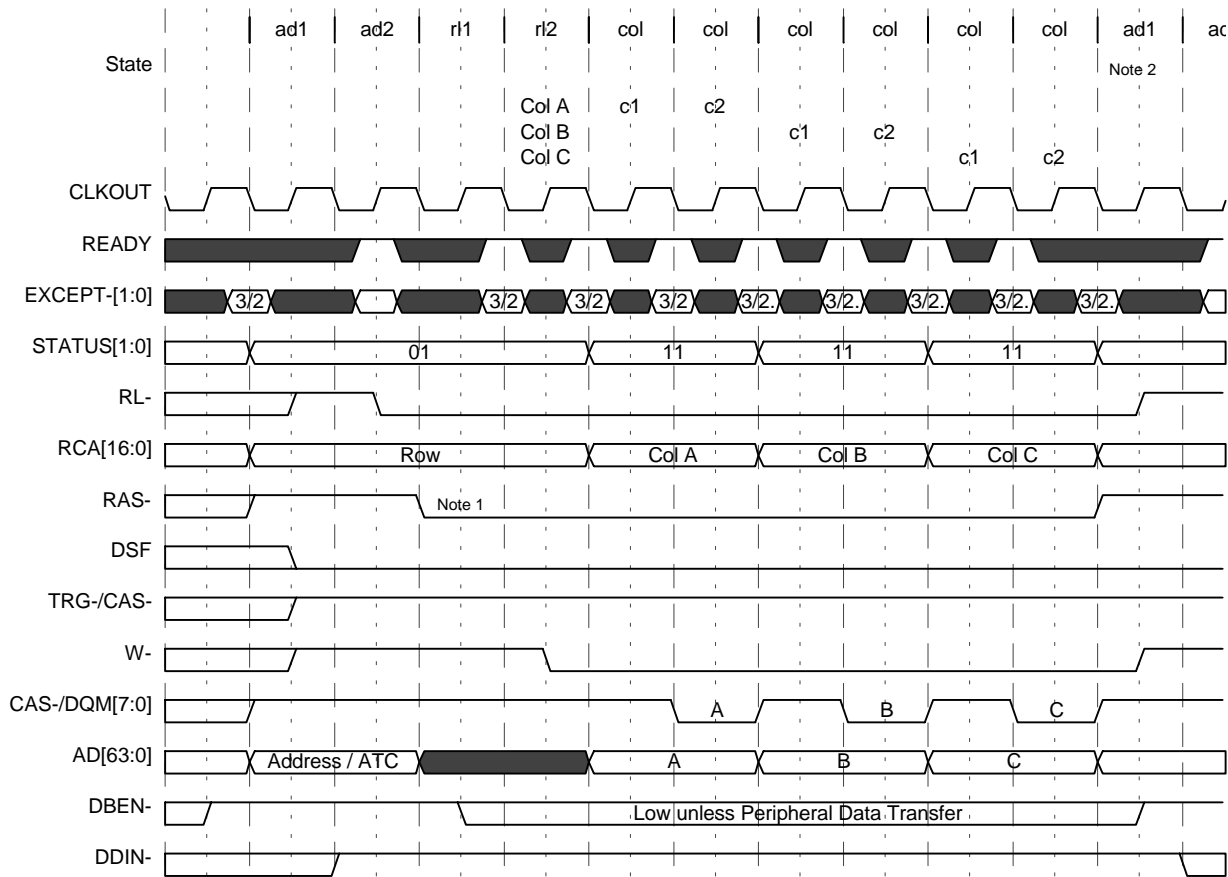 ad1 ad2 rl1 rl2 col col col col col col ad1
State Note 2
Col A c1 c2
Col B c1 c2
Col C c1 c2
CLKOUT
READY
EXCEPT-[1:0] 3/2 3/2 3/2 3/2 3/2. 3/2. 3/2. 3/2. 3/2.
STATUS[1:0] 01 11 11 11
RL-
RCA[16:0] Row Col A Col B Col C
RAS- Note 1
DSF
TRG-/CAS-
W-
CAS-/DQM[7:0] A B C
AD[63:0] Address / ATC A B C
DBEN- Low unless Peripheral Data Transfer
DDIN-